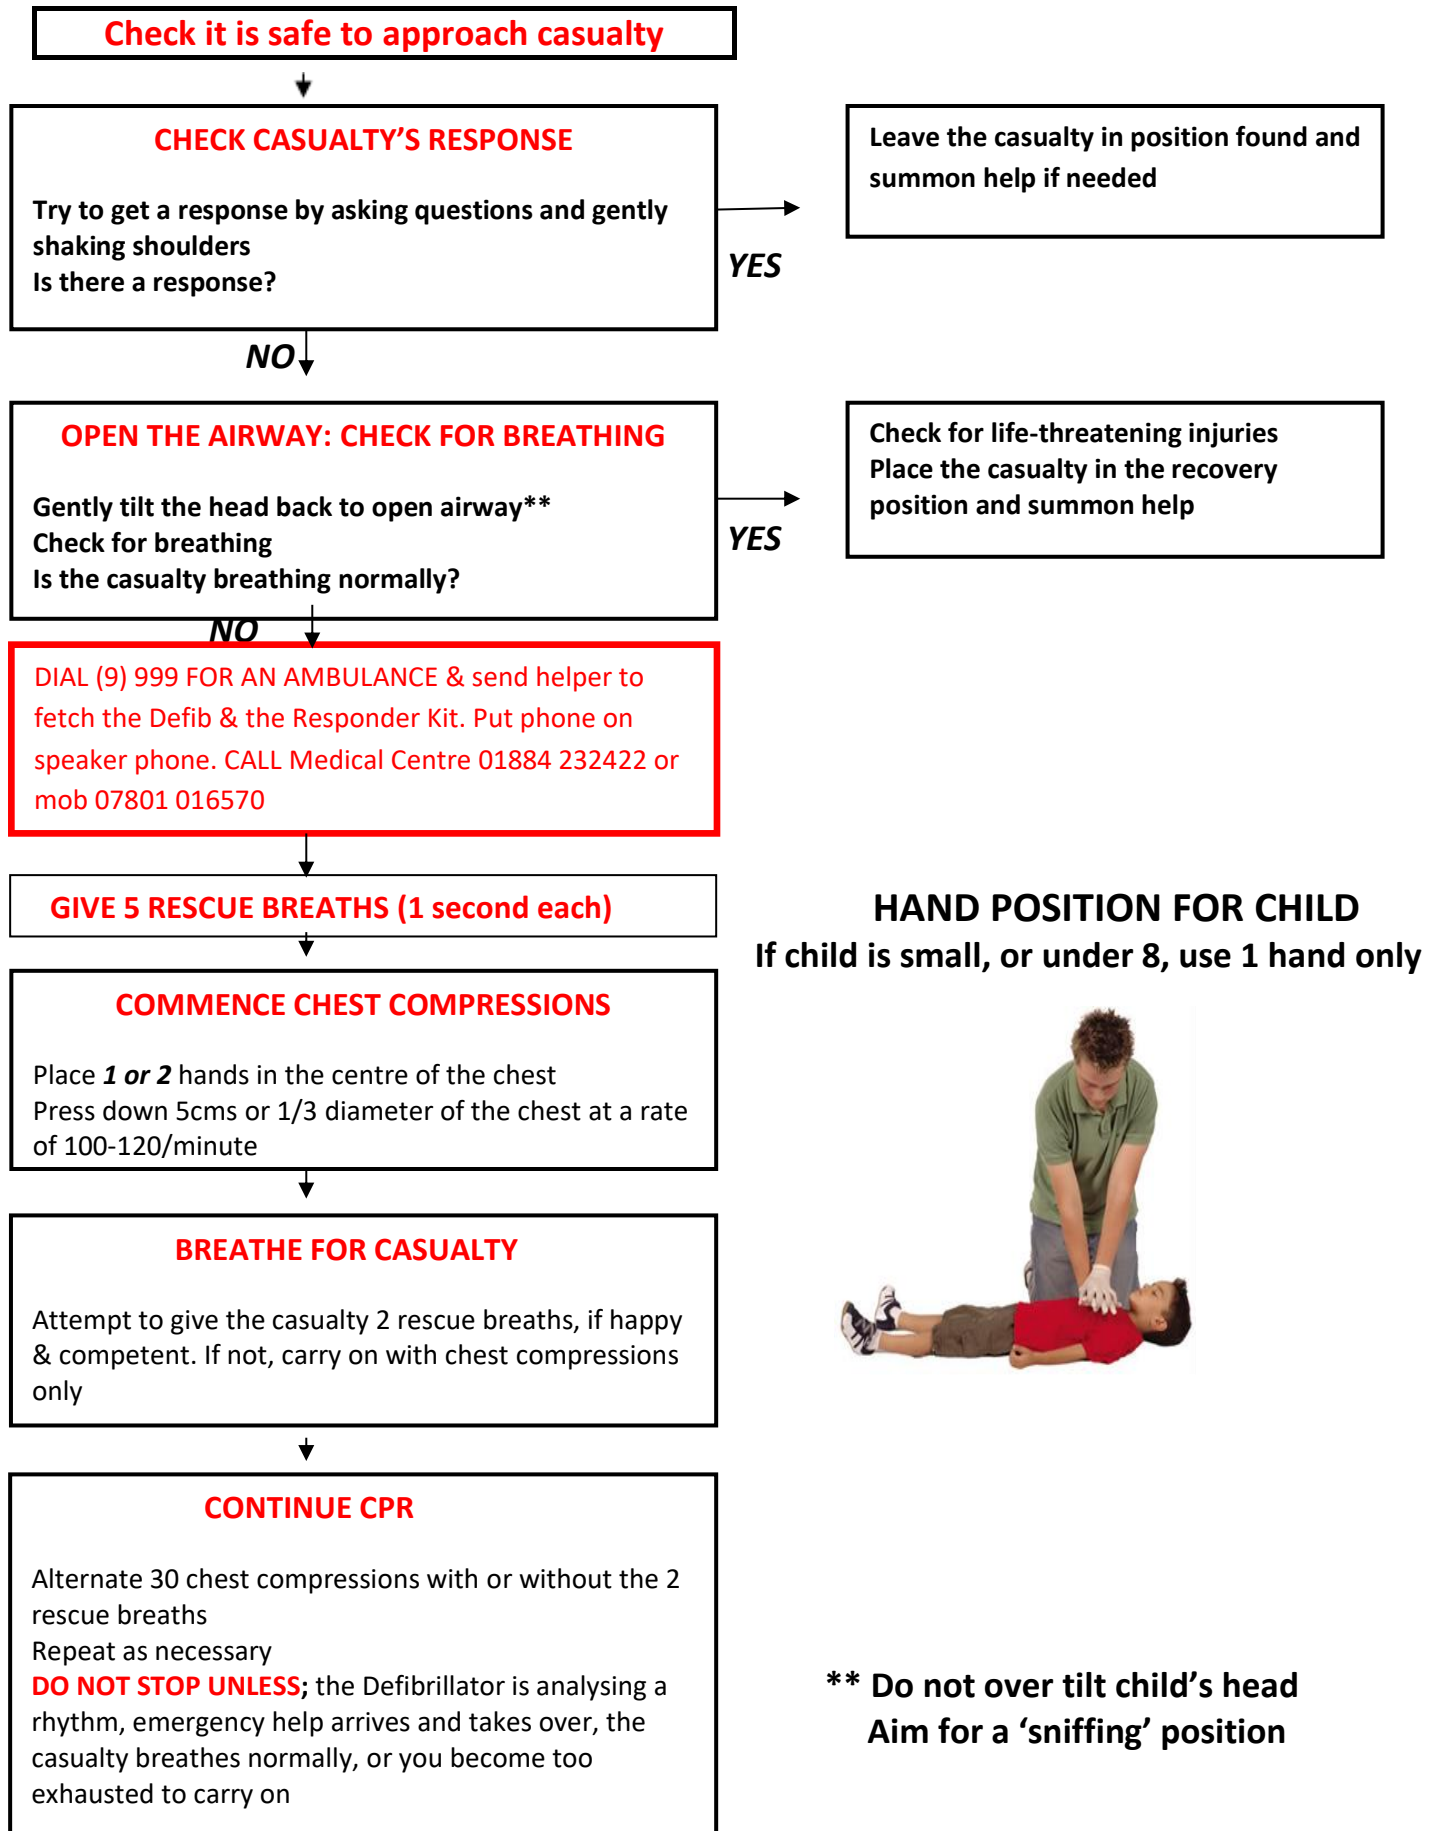 Check it is safe to approach casualty
CHECK CASUALTY’S RESPONSE
Try to get a response by asking questions and gently
shaking shoulders
Is there a response?
YES
Leave the casualty in position found and
summon help if needed
NO
OPEN THE AIRWAY: CHECK FOR BREATHING
Gently tilt the head back to open airway**
Check for breathing
Is the casualty breathing normally?
YES
Check for life-threatening injuries
Place the casualty in the recovery
position and summon help
NO
DIAL (9) 999 FOR AN AMBULANCE & send helper to
fetch the Defib & the Responder Kit. Put phone on
speaker phone. CALL Medical Centre 01884 232422 or
mob 07801 016570
GIVE 5 RESCUE BREATHS (1 second each)
HAND POSITION FOR CHILD
If child is small, or under 8, use 1 hand only
COMMENCE CHEST COMPRESSIONS
Place 1 or 2 hands in the centre of the chest
Press down 5cms or 1/3 diameter of the chest at a rate
of 100-120/minute
BREATHE FOR CASUALTY
Attempt to give the casualty 2 rescue breaths, if happy
& competent. If not, carry on with chest compressions
only
CONTINUE CPR
Alternate 30 chest compressions with or without the 2
rescue breaths
Repeat as necessary
DO NOT STOP UNLESS; the Defibrillator is analysing a
rhythm, emergency help arrives and takes over, the
casualty breathes normally, or you become too
exhausted to carry on
** Do not over tilt child’s head
Aim for a ‘sniffing’ position